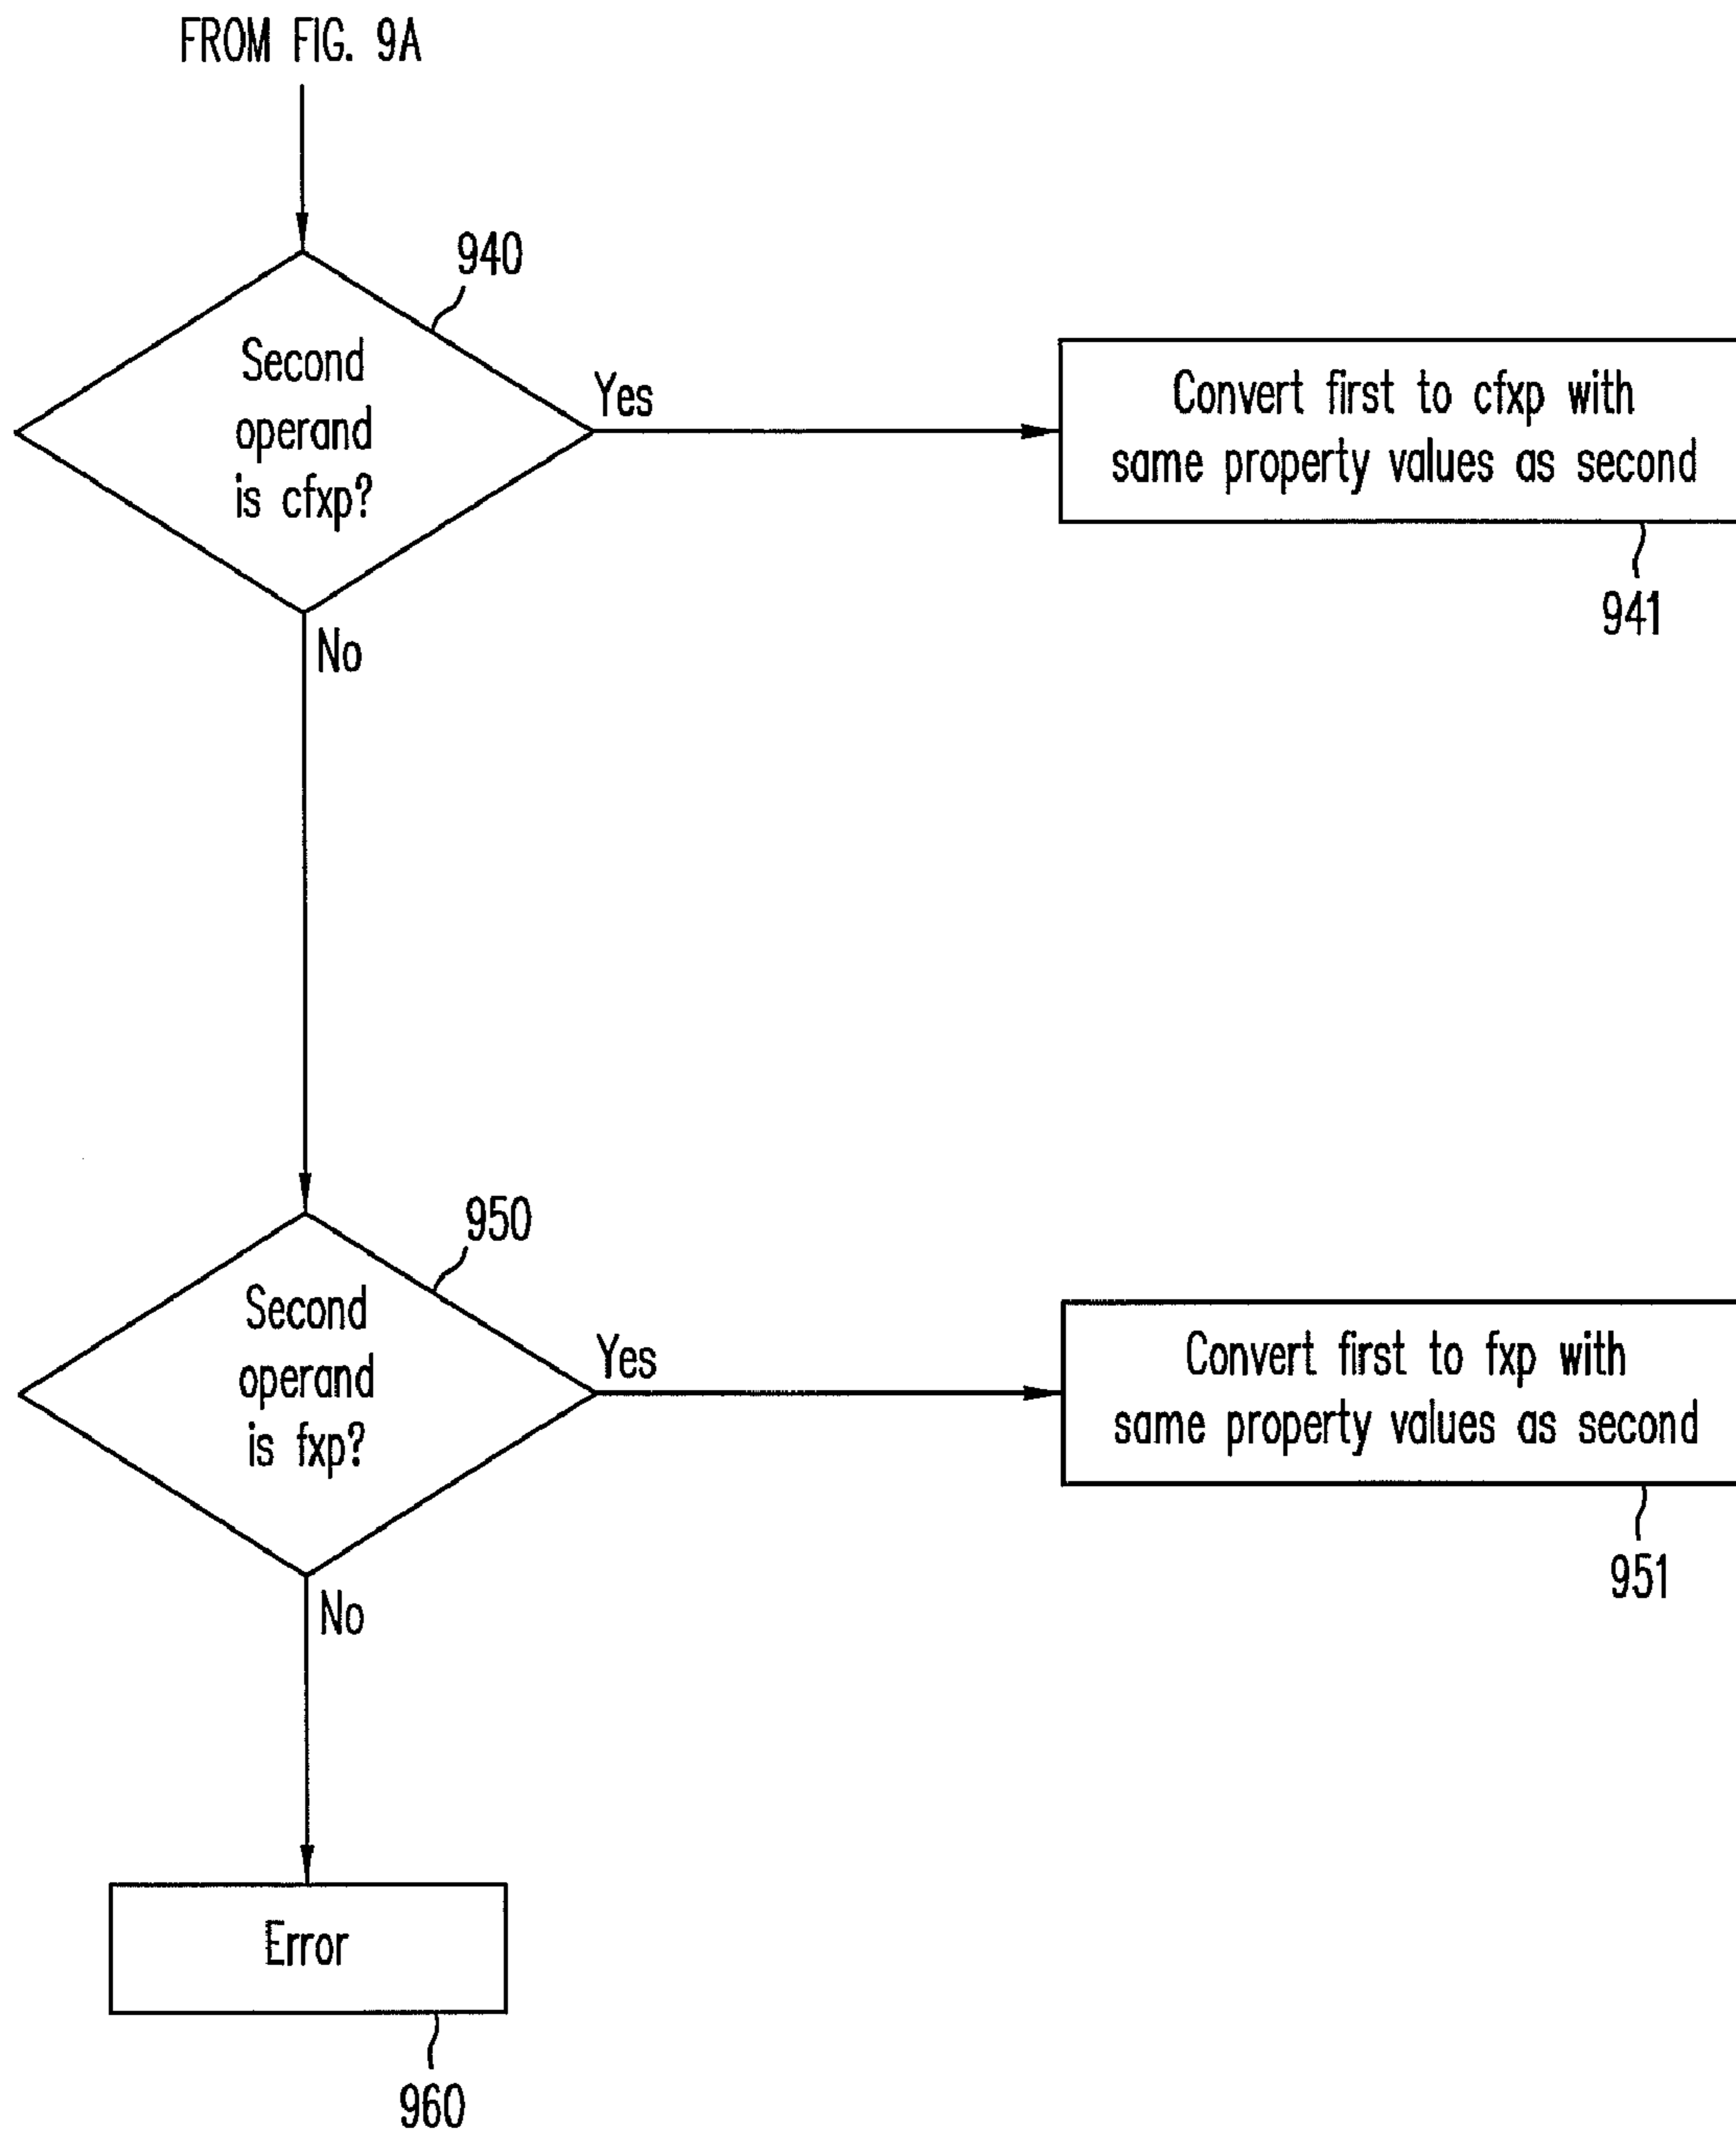 FROM FIG. 9A
940
Second
operand
is cfxp?
Yes
Convert first to cfxp with
same property values as second
941
No
950
Second
operand
is fxp?
Yes
Convert first to fxp with
same property values as second
951
No
Error
960